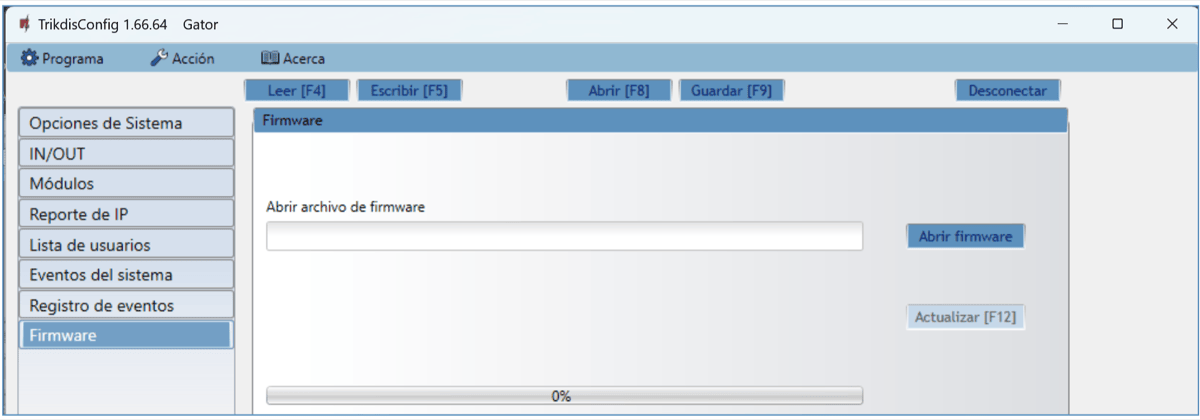 TrikdisConfig 1.66.64 Gator
Programa Acción Acerca
Leer [F4] Escribir [F5] Abrir [F8] Guardar [F9] Desconectar
Opciones de Sistema
IN/OUT
Módulos
Reporte de IP
Lista de usuarios
Eventos del sistema
Registro de eventos
Firmware
Firmware
Abrir archivo de firmware
Abrir firmware
Actualizar [F12]
0%